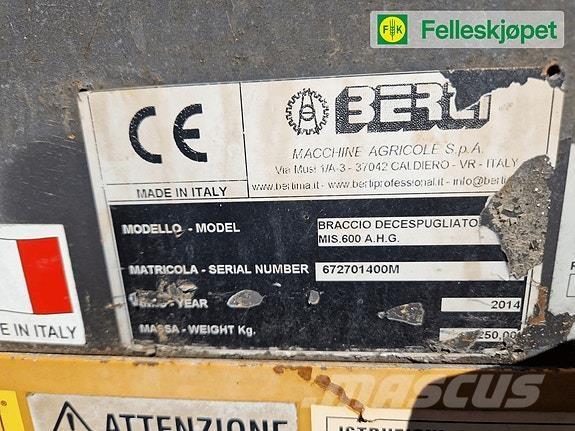 FK Felleskjøpet
CE
MADE IN ITALY
BERTI
MACCHINE AGRICOLE S.p.A.
Via Musi 1/A-3 - 37042 CALDIERO - VR - ITALY
www.bertima.it - www.bertiprofessional.it - info@berti
MODELLO - MODEL BRACCIO DECESPUGLIATO
MIS.600 A.H.G.
MATRICOLA - SERIAL NUMBER 672701400M
- YEAR 2014
MASSA - WEIGHT Kg. 250,00
E IN ITALY
ATTENZIONE
MASCUS